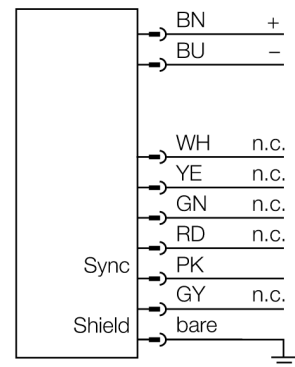 BN +
BU –
WH n.c.
YE n.c.
GN n.c.
RD n.c.
Sync PK
GY n.c.
Shield bare